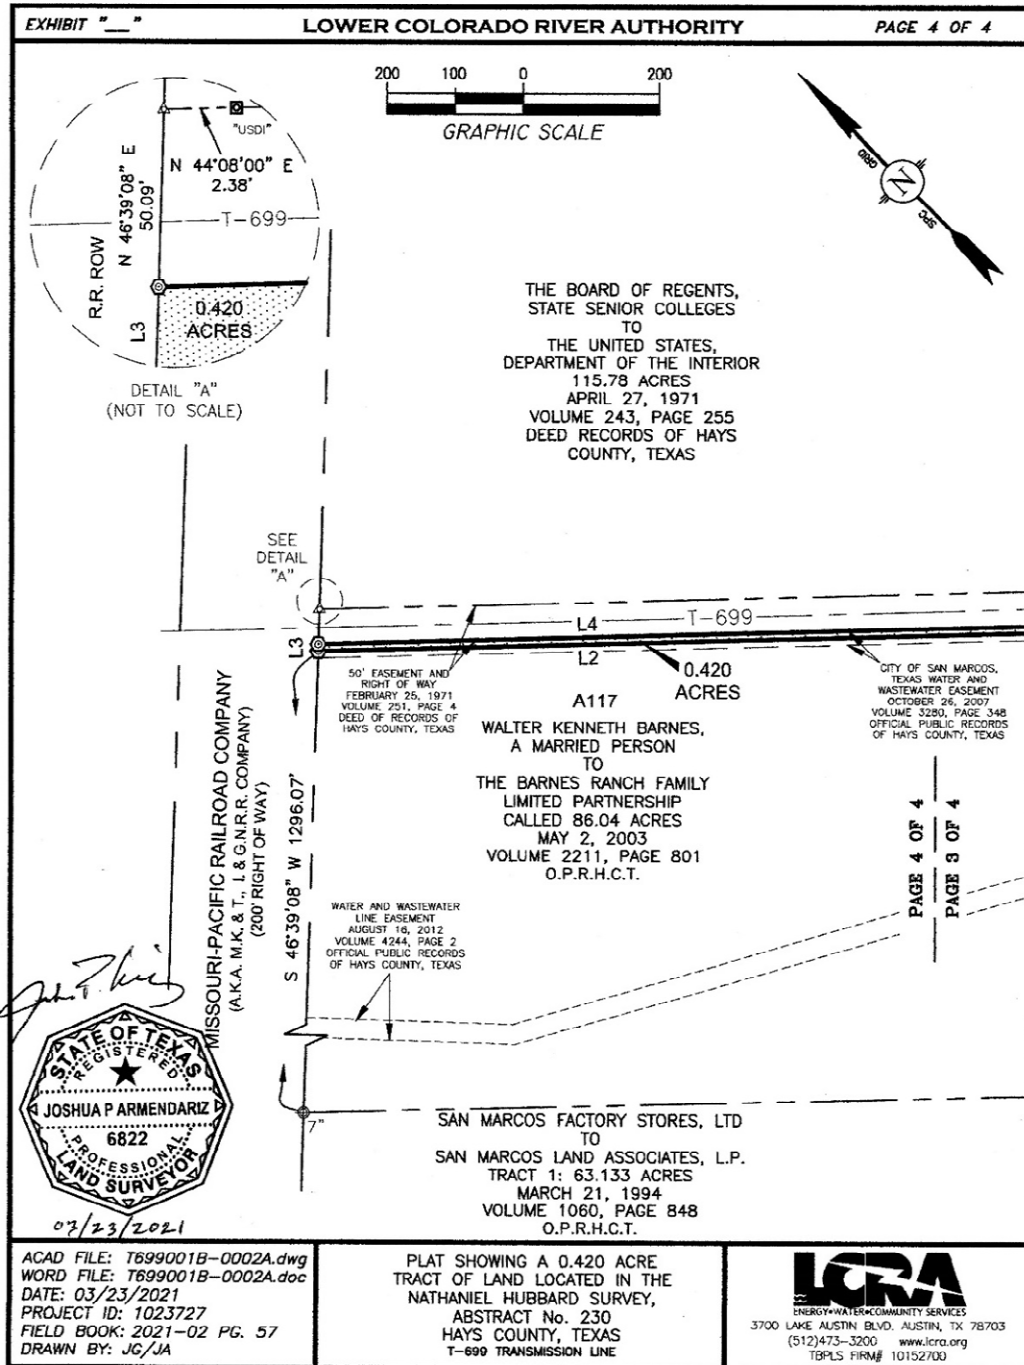 EXHIBIT "__"
LOWER COLORADO RIVER AUTHORITY
PAGE 4 OF 4
200 100 0 200
GRAPHIC SCALE
"USDI"
N 44°08'00" E
2.38'
N 46°39'08" E
50.09'
T-699
R.R. ROW
L3
0.420
ACRES
DETAIL "A"
(NOT TO SCALE)
GRID
N
SPC
THE BOARD OF REGENTS,
STATE SENIOR COLLEGES
TO
THE UNITED STATES,
DEPARTMENT OF THE INTERIOR
115.78 ACRES
APRIL 27, 1971
VOLUME 243, PAGE 255
DEED RECORDS OF HAYS
COUNTY, TEXAS
SEE
DETAIL
"A"
L4
T-699
L3
L2
50' EASEMENT AND
RIGHT OF WAY
FEBRUARY 25, 1971
VOLUME 251, PAGE 4
DEED OF RECORDS OF
HAYS COUNTY, TEXAS
0.420
ACRES
CITY OF SAN MARCOS,
TEXAS WATER AND
WASTEWATER EASEMENT
OCTOBER 26, 2007
VOLUME 3280, PAGE 348
OFFICIAL PUBLIC RECORDS
OF HAYS COUNTY, TEXAS
A117
WALTER KENNETH BARNES,
A MARRIED PERSON
TO
THE BARNES RANCH FAMILY
LIMITED PARTNERSHIP
CALLED 86.04 ACRES
MAY 2, 2003
VOLUME 2211, PAGE 801
O.P.R.H.C.T.
MISSOURI-PACIFIC RAILROAD COMPANY
(A.K.A. M.K. & T., I. & G.N.R.R. COMPANY)
(200' RIGHT OF WAY)
S 46°39'08" W 1296.07'
PAGE 4 OF 4
PAGE 3 OF 4
WATER AND WASTEWATER
LINE EASEMENT
AUGUST 16, 2012
VOLUME 4244, PAGE 2
OFFICIAL PUBLIC RECORDS
OF HAYS COUNTY, TEXAS
STATE OF TEXAS
REGISTERED
JOSHUA P ARMENDARIZ
6822
PROFESSIONAL
LAND SURVEYOR
07/23/2021
7"
SAN MARCOS FACTORY STORES, LTD
TO
SAN MARCOS LAND ASSOCIATES, L.P.
TRACT 1: 63.133 ACRES
MARCH 21, 1994
VOLUME 1060, PAGE 848
O.P.R.H.C.T.
ACAD FILE: T699001B-0002A.dwg
WORD FILE: T699001B-0002A.doc
DATE: 03/23/2021
PROJECT ID: 1023727
FIELD BOOK: 2021-02 PG. 57
DRAWN BY: JG/JA
PLAT SHOWING A 0.420 ACRE
TRACT OF LAND LOCATED IN THE
NATHANIEL HUBBARD SURVEY,
ABSTRACT No. 230
HAYS COUNTY, TEXAS
T-699 TRANSMISSION LINE
LCRA
ENERGY•WATER•COMMUNITY SERVICES
3700 LAKE AUSTIN BLVD. AUSTIN, TX 78703
(512)473-3200 www.lcra.org
TBPLS FIRM# 10152700